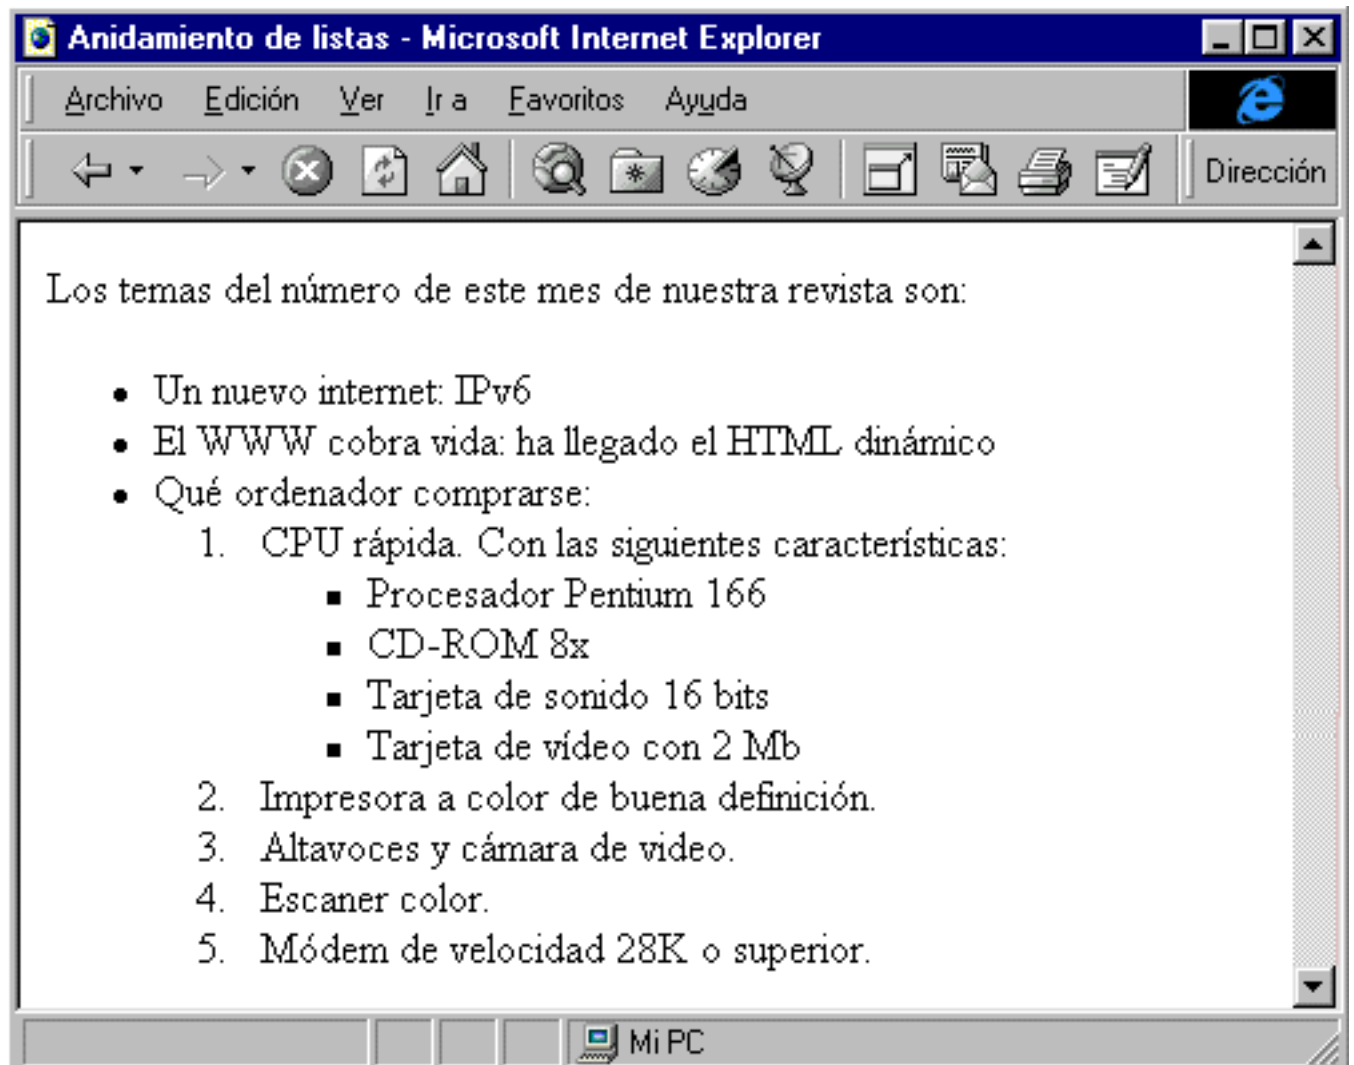 Anidamiento de listas - Microsoft Internet Explorer
Archivo Edición Ver Ir a Favoritos Ayuda
Dirección
Los temas del número de este mes de nuestra revista son:
• Un nuevo internet: IPv6
• El WWW cobra vida: ha llegado el HTML dinámico
• Qué ordenador comprarse:
1. CPU rápida. Con las siguientes características:
▪ Procesador Pentium 166
▪ CD-ROM 8x
▪ Tarjeta de sonido 16 bits
▪ Tarjeta de vídeo con 2 Mb
2. Impresora a color de buena definición.
3. Altavoces y cámara de video.
4. Escaner color.
5. Módem de velocidad 28K o superior.
Mi PC